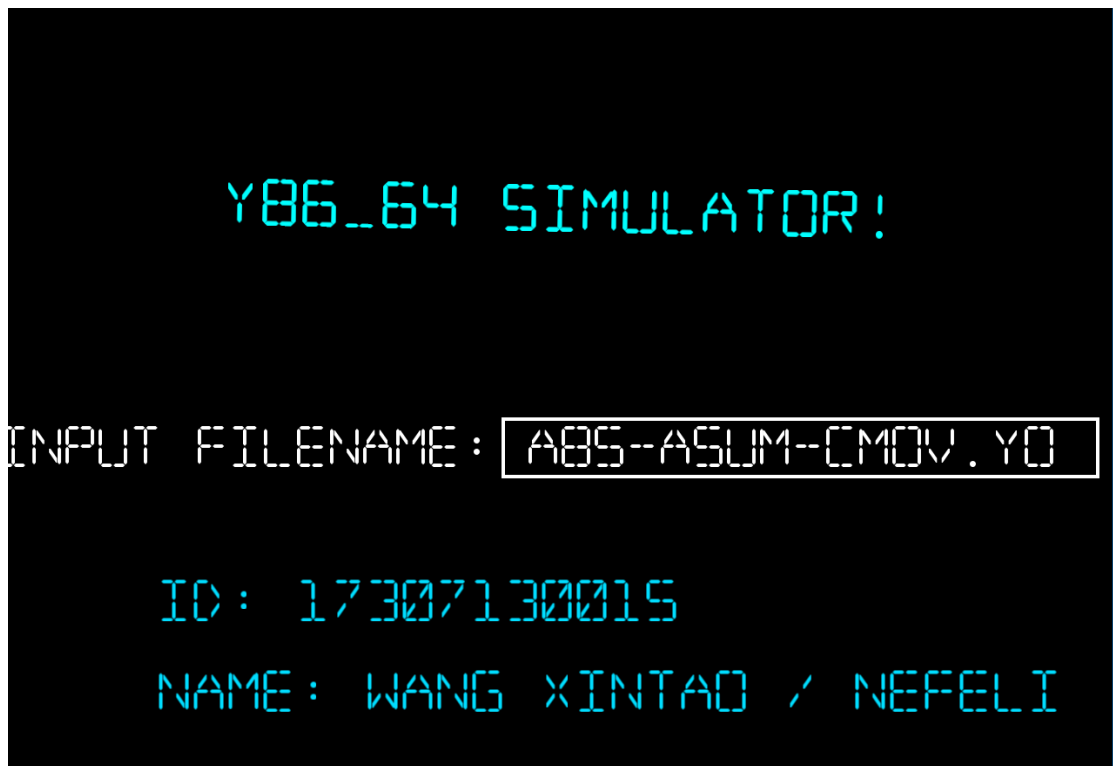 Y86_64 SIMULATOR!
INPUT FILENAME: ABS-ASUM-CMOV.YO
ID: 17307130015
NAME: WANG XINTAO / NEFELI